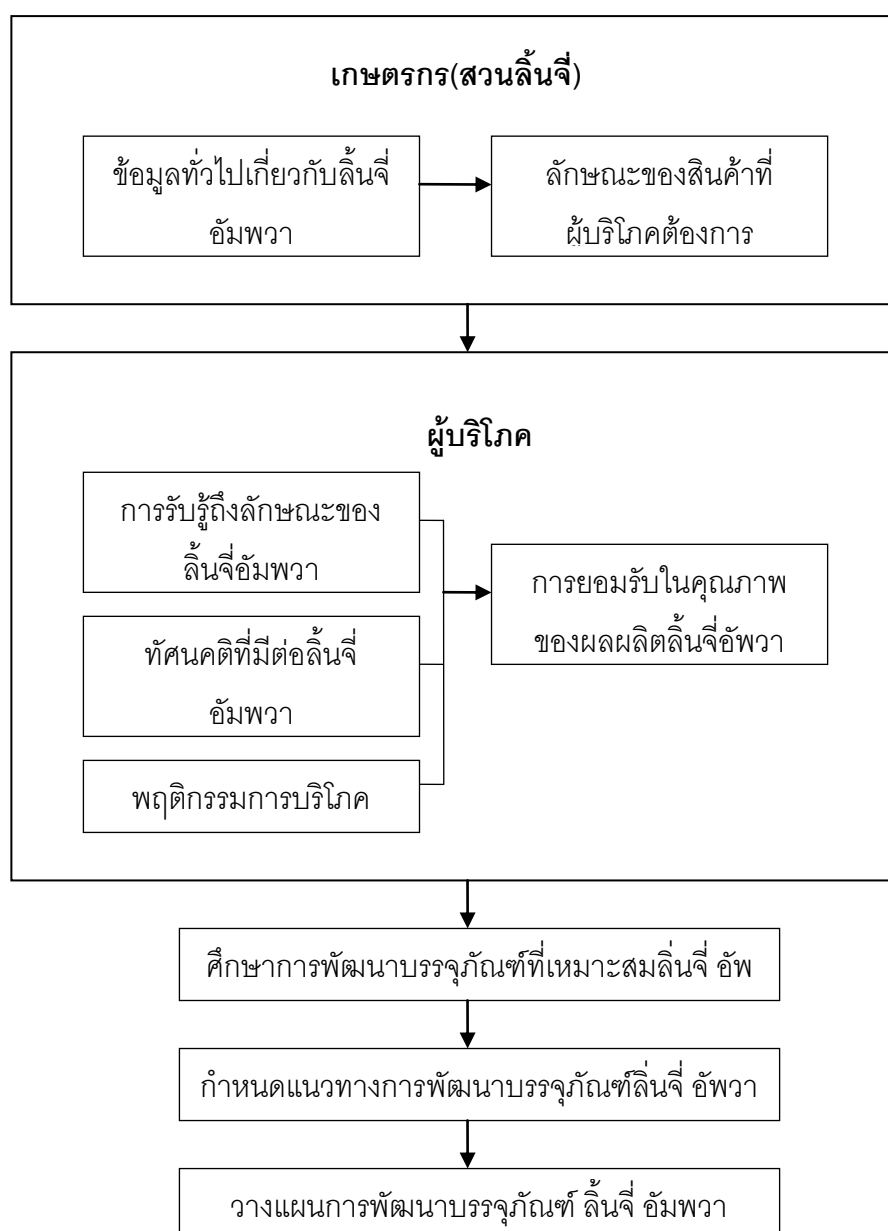 เกษตรกร(สวนลิ้นจี่)
ข้อมูลทั่วไปเกี่ยวกับลิ้นจี่
อัมพวา
ลักษณะของสินค้าที่
ผู้บริโภคต้องการ
ผู้บริโภค
การรับรู้ถึงลักษณะของ
ลิ้นจี่อัมพวา
ทัศนคติที่มีต่อลิ้นจี่
อัมพวา
พฤติกรรมการบริโภค
การยอมรับในคุณภาพ
ของผลผลิตลิ้นจี่อัพวา
ศึกษาการพัฒนาบรรจุภัณฑ์ที่เหมาะสมลิ่นจี่ อัพ
กำหนดแนวทางการพัฒนาบรรจุภัณฑ์ลิ่นจี่ อัพวา
วางแผนการพัฒนาบรรจุภัณฑ์ ลิ้นจี่ อัมพวา